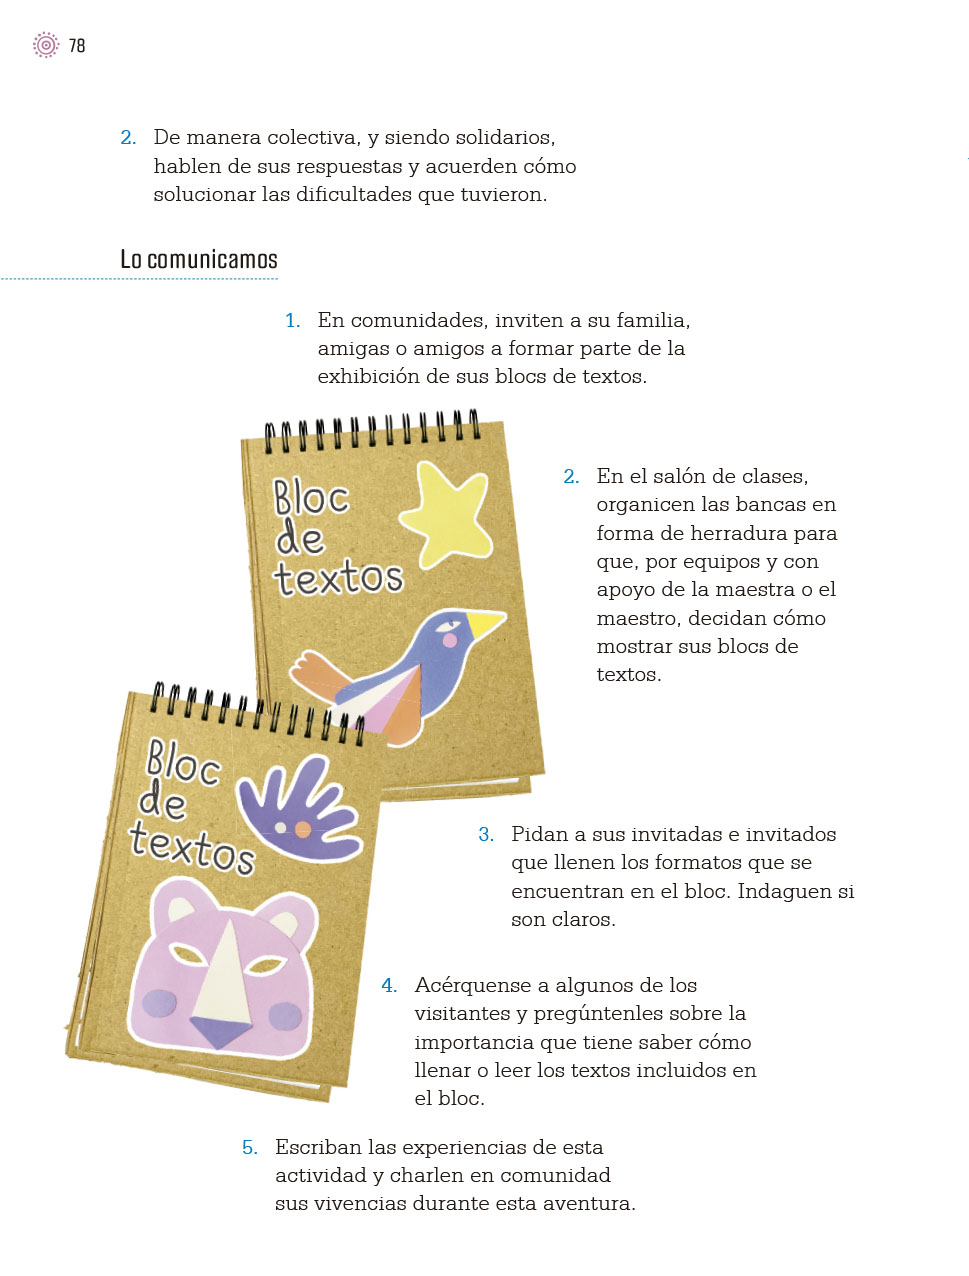 78
2. De manera colectiva, y siendo solidarios,
hablen de sus respuestas y acuerden cómo
solucionar las dificultades que tuvieron.
Lo comunicamos
1. En comunidades, inviten a su familia,
amigas o amigos a formar parte de la
exhibición de sus blocs de textos.
Bloc
de
textos
2. En el salón de clases,
organicen las bancas en
forma de herradura para
que, por equipos y con
apoyo de la maestra o el
maestro, decidan cómo
mostrar sus blocs de
textos.
Bloc
de
textos
3. Pidan a sus invitadas e invitados
que llenen los formatos que se
encuentran en el bloc. Indaguen si
son claros.
4. Acérquense a algunos de los
visitantes y pregúntenles sobre la
importancia que tiene saber cómo
llenar o leer los textos incluidos en
el bloc.
5. Escriban las experiencias de esta
actividad y charlen en comunidad
sus vivencias durante esta aventura.